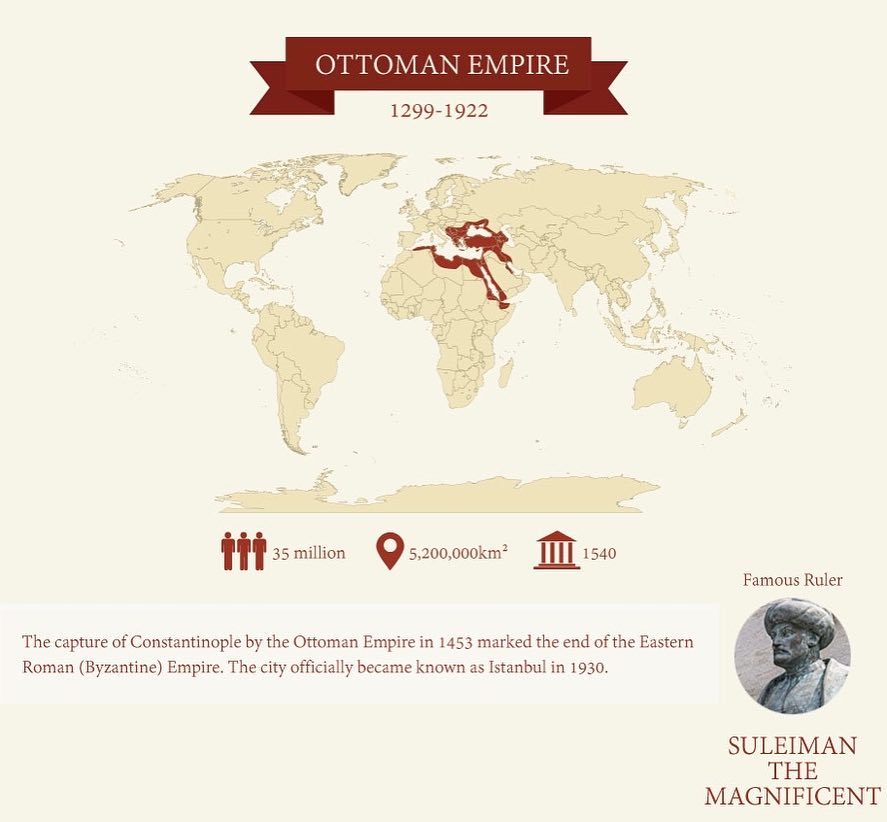 OTTOMAN EMPIRE
1299-1922
35 million
5,200,000km²
1540
Famous Ruler
The capture of Constantinople by the Ottoman Empire in 1453 marked the end of the Eastern
Roman (Byzantine) Empire. The city officially became known as Istanbul in 1930.
SULEIMAN
THE
MAGNIFICENT